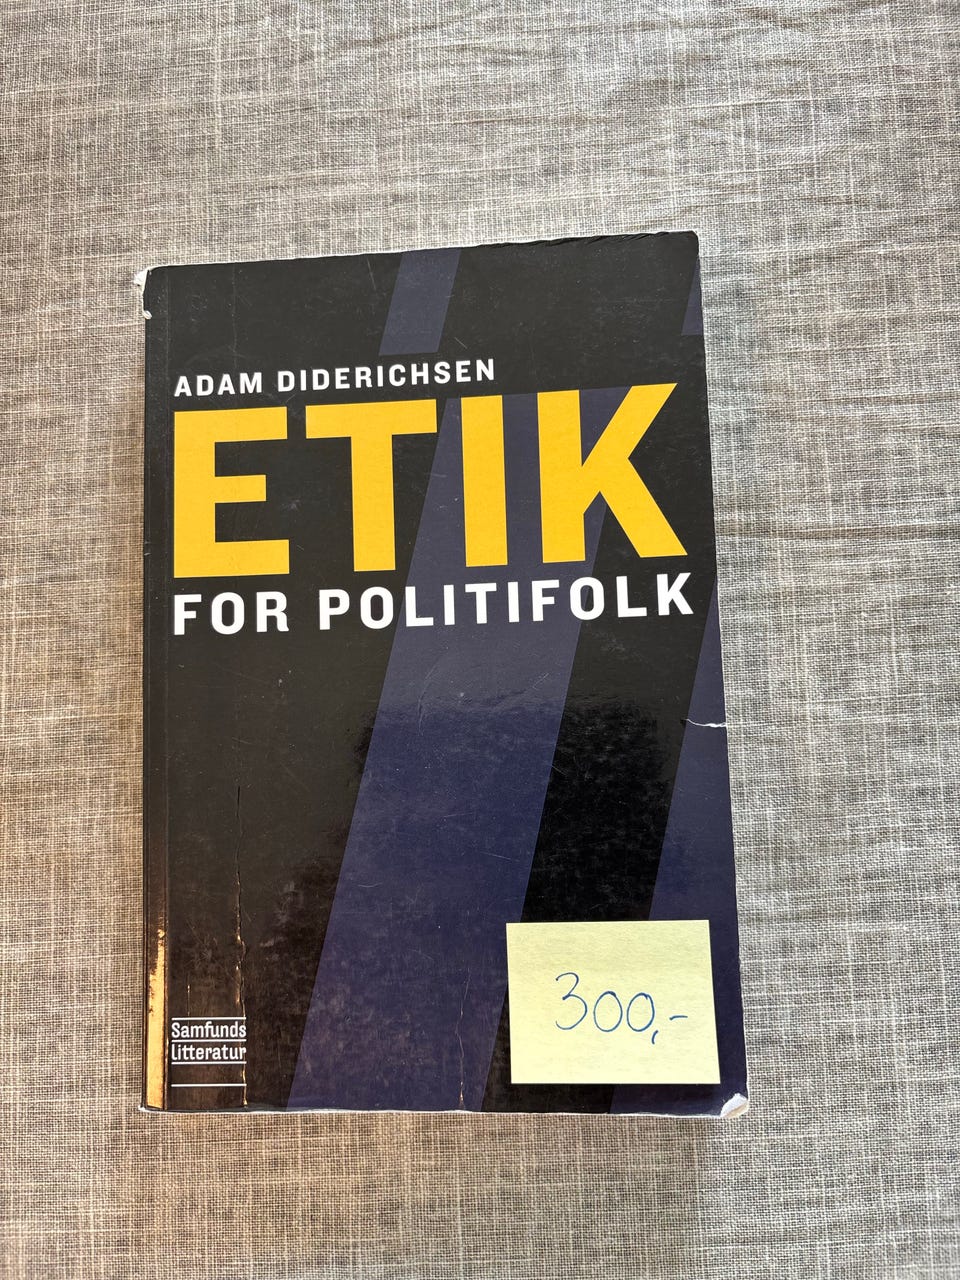 ADAM DIDERICHSEN
ETIK
FOR POLITIFOLK
300,-
Samfunds
litteratur